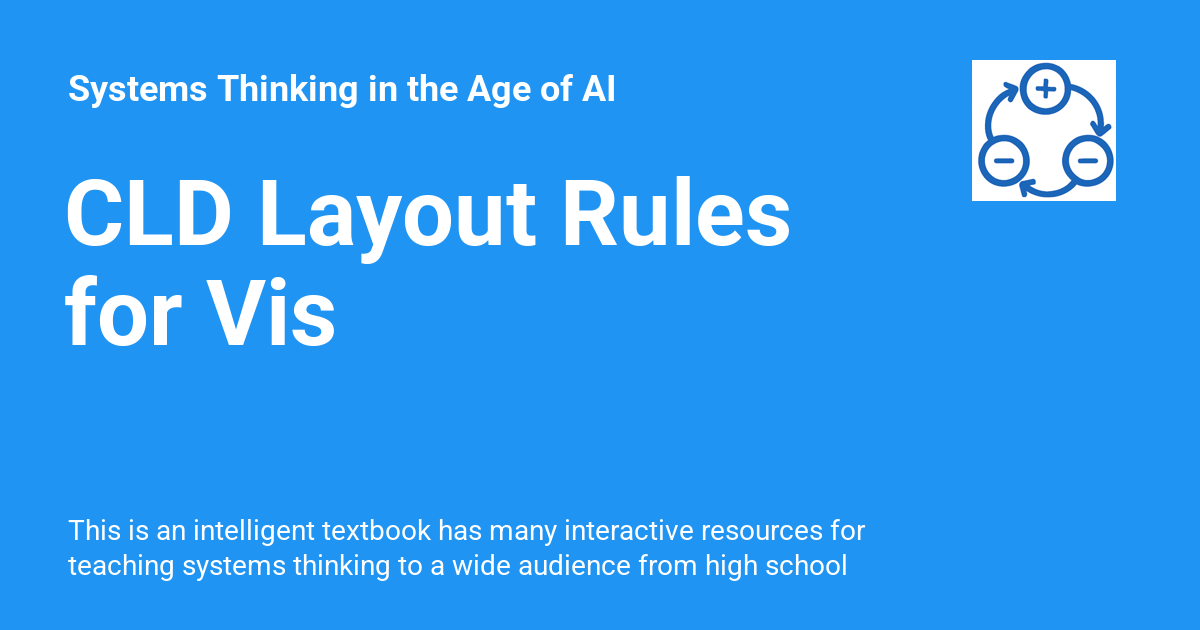 Systems Thinking in the Age of AI
CLD Layout Rules
for Vis
This is an intelligent textbook has many interactive resources for
teaching systems thinking to a wide audience from high school